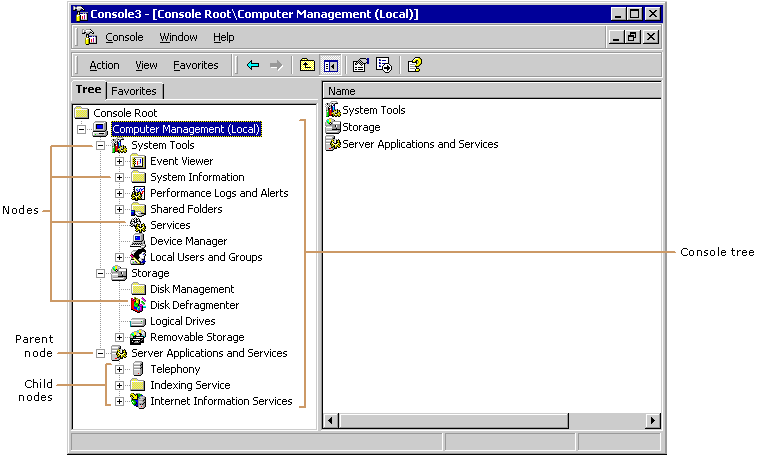 Console3 - [Console Root\Computer Management (Local)]
Console Window Help
Action View Favorites
Tree Favorites
Name
Console Root
Computer Management (Local)
System Tools
Event Viewer
System Information
Performance Logs and Alerts
Shared Folders
Services
Device Manager
Local Users and Groups
Storage
Disk Management
Disk Defragmenter
Logical Drives
Removable Storage
Server Applications and Services
Telephony
Indexing Service
Internet Information Services
System Tools
Storage
Server Applications and Services
Nodes
Parent
node
Child
nodes
Console tree